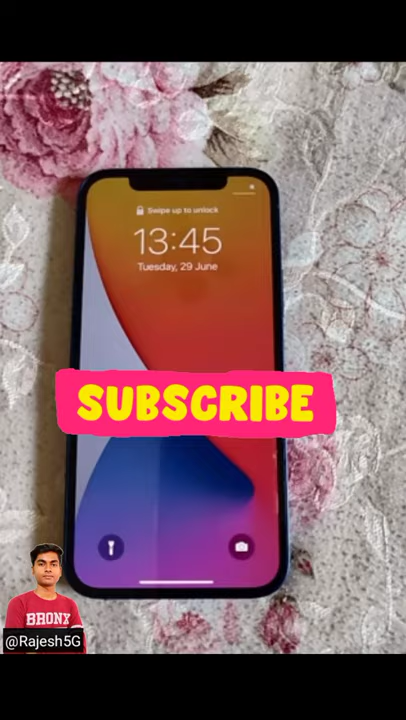 Swipe up to unlock
13:45
Tuesday, 29 June
SUBSCRIBE
BRONX
@Rajesh5G